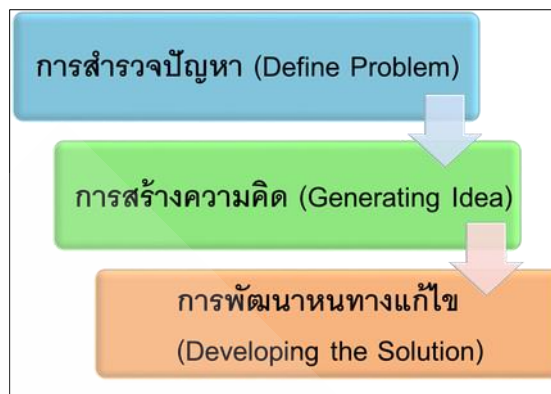 การสำรวจปัญหา (Define Problem)
การสร้างความคิด (Generating Idea)
การพัฒนาหนทางแก้ไข
(Developing the Solution)